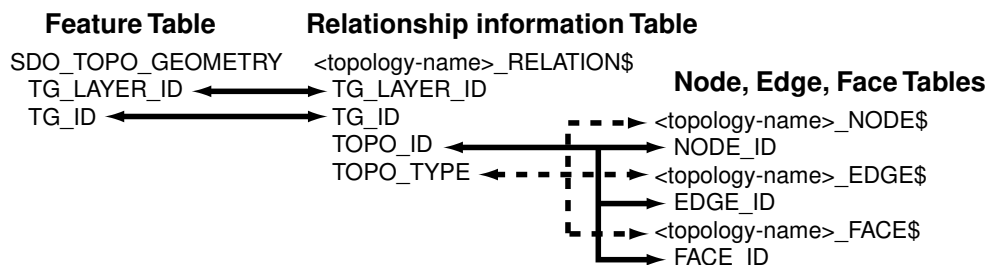 Feature Table
SDO_TOPO_GEOMETRY
TG_LAYER_ID
TG_ID
Relationship information Table
<topology-name>_RELATION$
TG_LAYER_ID
TG_ID
TOPO_ID
TOPO_TYPE
Node, Edge, Face Tables
<topology-name>_NODE$
NODE_ID
<topology-name>_EDGE$
EDGE_ID
<topology-name>_FACE$
FACE_ID